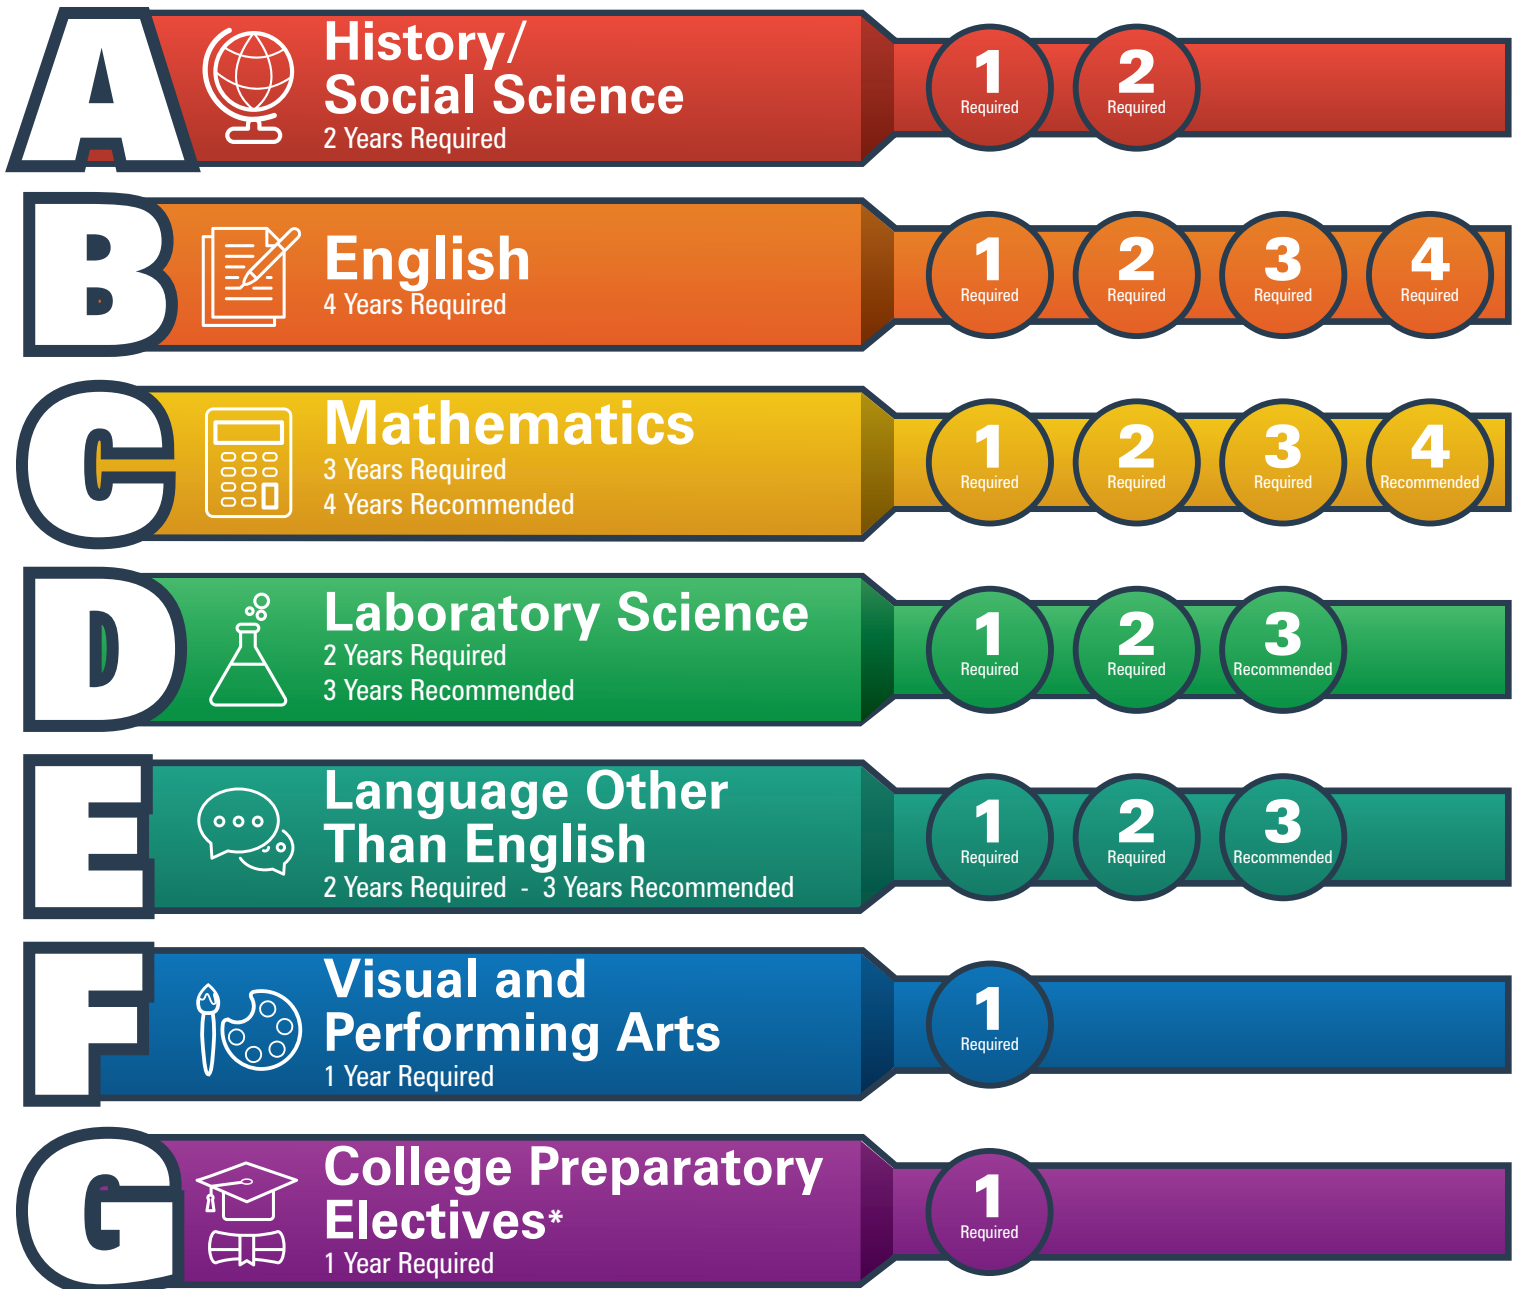 A
History/
Social Science
2 Years Required
1
Required
2
Required
B
English
4 Years Required
1
Required
2
Required
3
Required
4
Required
C
Mathematics
3 Years Required
4 Years Recommended
1
Required
2
Required
3
Required
4
Recommended
D
Laboratory Science
2 Years Required
3 Years Recommended
1
Required
2
Required
3
Recommended
E
Language Other
Than English
2 Years Required - 3 Years Recommended
1
Required
2
Required
3
Recommended
F
Visual and
Performing Arts
1 Year Required
1
Required
G
College Preparatory
Electives*
1 Year Required
1
Required